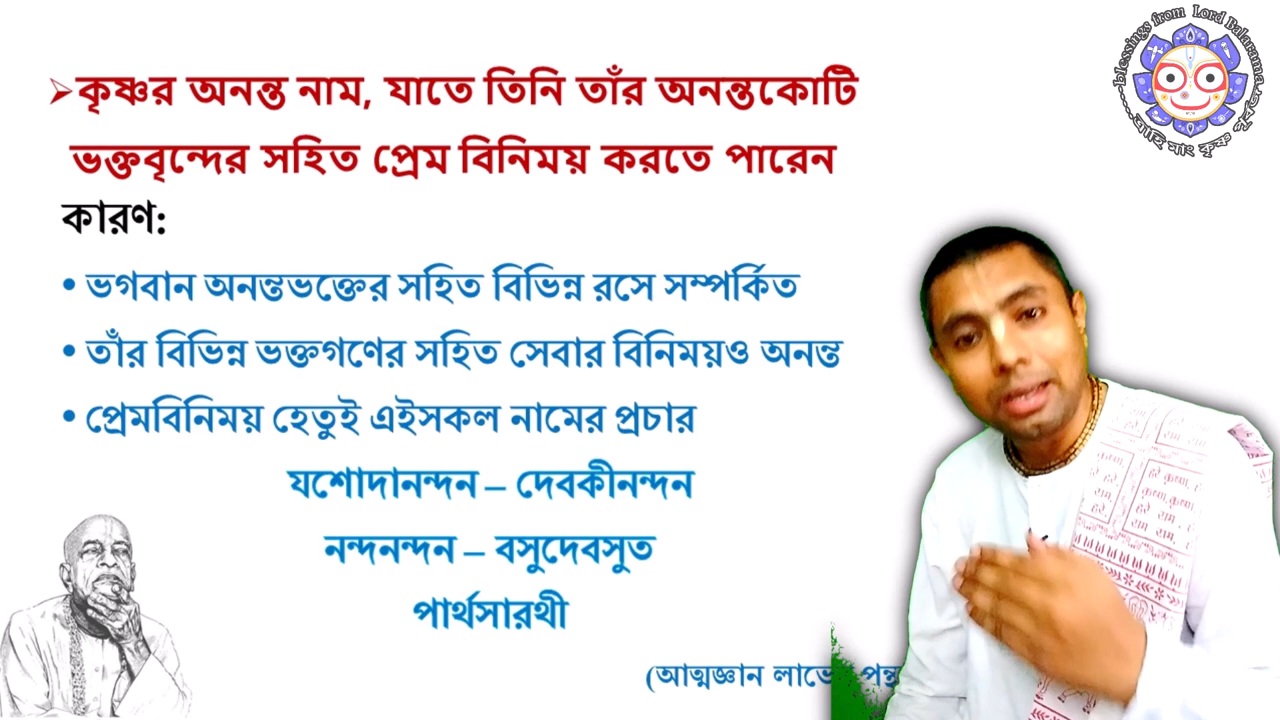 ➢কৃষ্ণর অনন্ত নাম, যাতে তিনি তাঁর অনন্তকোটি
ভক্তবৃন্দের সহিত প্রেম বিনিময় করতে পারেন
কারণ:
• ভগবান অনন্তভক্তের সহিত বিভিন্ন রসে সম্পর্কিত
• তাঁর বিভিন্ন ভক্তগণের সহিত সেবার বিনিময়ও অনন্ত
• প্রেমবিনিময় হেতুই এইসকল নামের প্রচার
যশোদানন্দন – দেবকীনন্দন
নন্দনন্দন – বসুদেবসুত
পার্থসারথী
(আত্মজ্ঞান
blessings from Lord Balarama
ত্রাহি মাং কৃষ্ণ